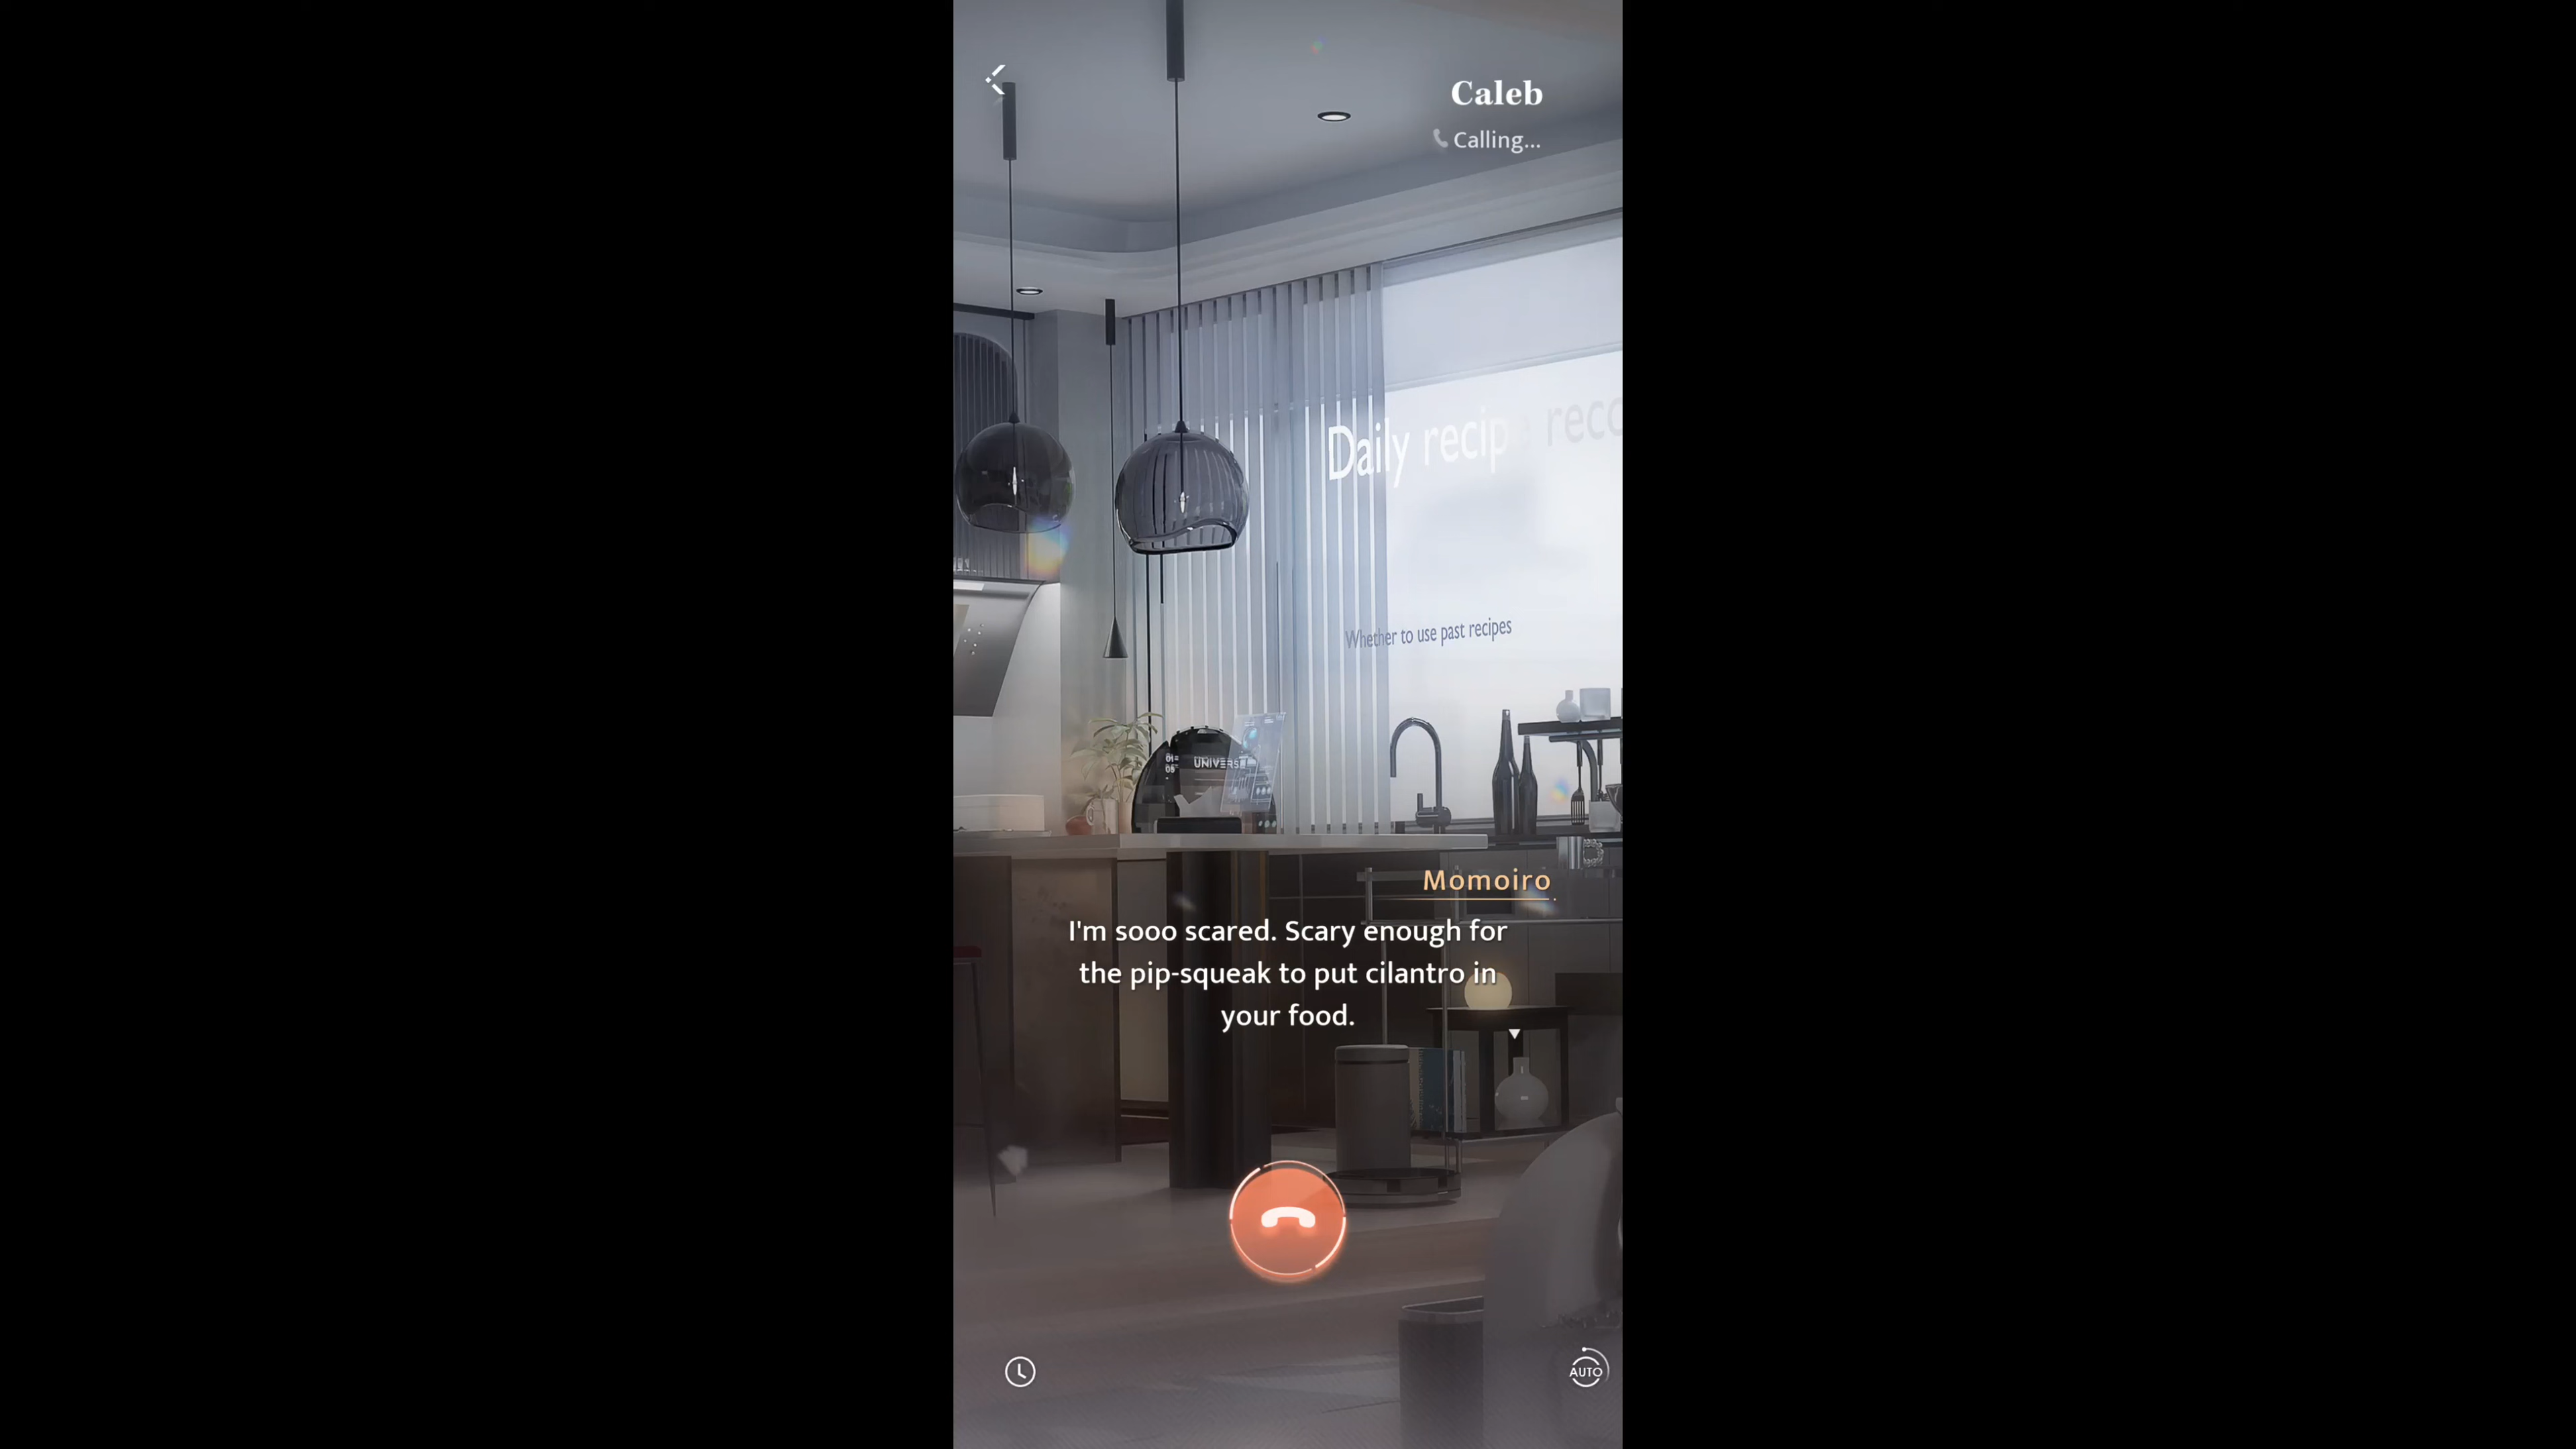 Caleb
Calling...
Daily recip reco
Whether to use past recipes
UNIVERS
Momoiro
I'm sooo scared. Scary enough for
the pip-squeak to put cilantro in
your food.
AUTO